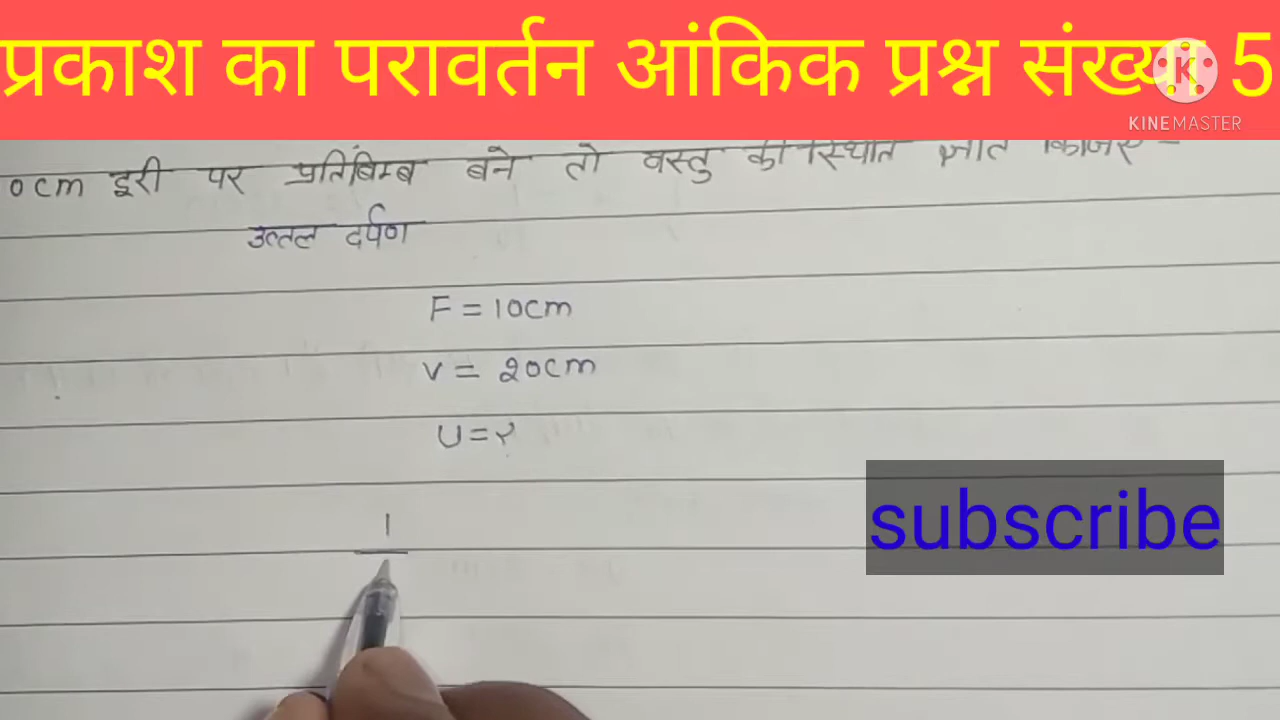 प्रकाश का परावर्तन आंकिक प्रश्न संख्या 5
KINEMASTER
0cm दूरी पर प्रतिबिम्ब बने तो वस्तु की स्थिति ज्ञात किजिए -
उत्तल दर्पण
F = 10cm
V = 20cm
U = ?
subscribe
1